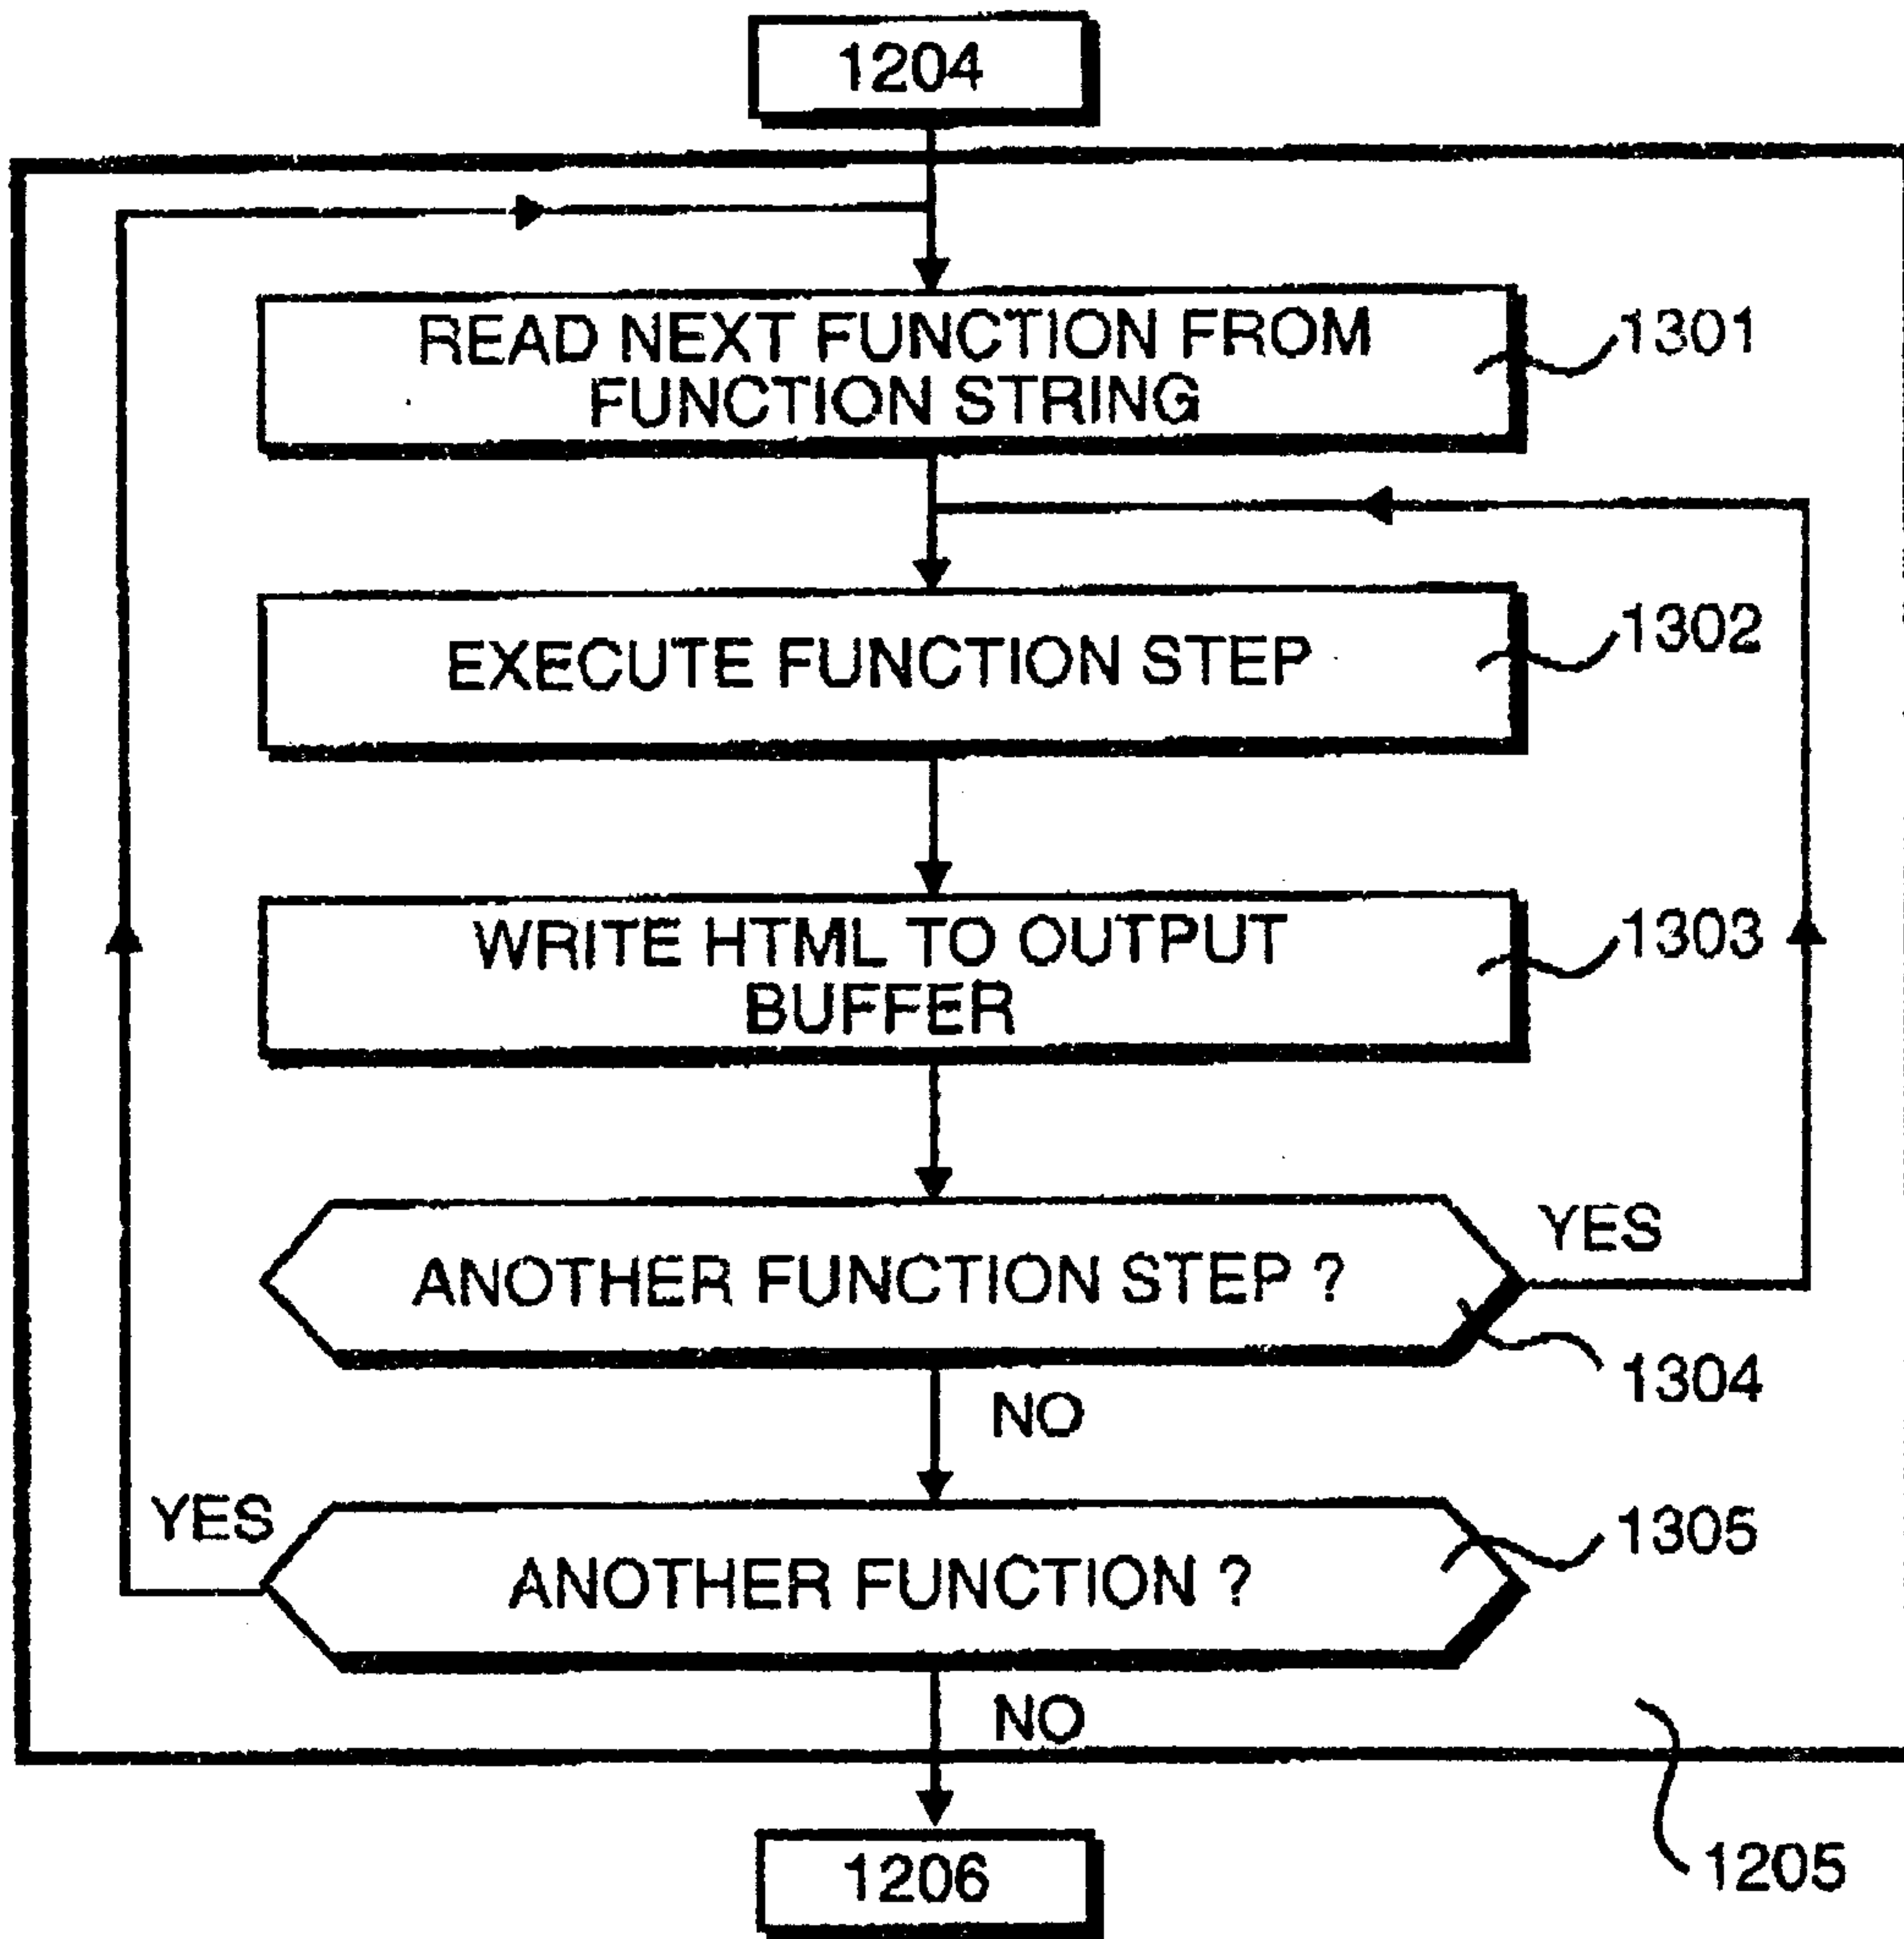 1204
READ NEXT FUNCTION FROM
FUNCTION STRING
1301
EXECUTE FUNCTION STEP
1302
WRITE HTML TO OUTPUT
BUFFER
1303
ANOTHER FUNCTION STEP ?
YES
1304
NO
YES
ANOTHER FUNCTION ?
1305
NO
1205
1206